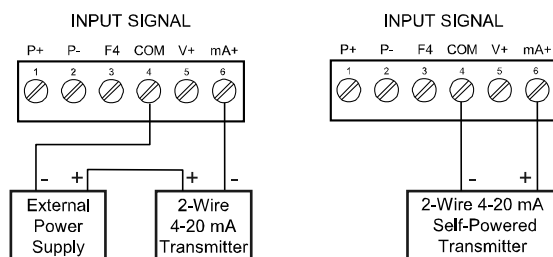 INPUT SIGNAL
P+ P- F4 COM V+ mA+
1 2 3 4 5 6
- + + -
External
Power
Supply
2-Wire
4-20 mA
Transmitter
INPUT SIGNAL
P+ P- F4 COM V+ mA+
1 2 3 4 5 6
- +
2-Wire 4-20 mA
Self-Powered
Transmitter